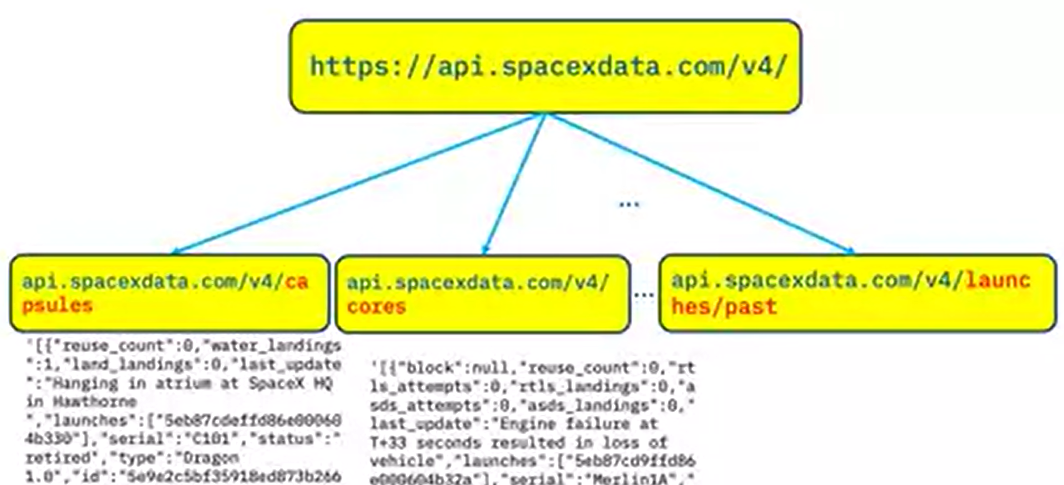 https://api.spacexdata.com/v4/
...
api.spacexdata.com/v4/ca
psules
api.spacexdata.com/v4/
cores
...
api.spacexdata.com/v4/launc
hes/past
'[{"reuse_count":0,"water_landings
":1,"land_landings":0,"last_update
":"Hanging in atrium at SpaceX HQ
in Hawthorne
","launches":["5eb87cdeffd86e00060
4b330"],"serial":"C101","status":"
retired","type":"Dragon
1.0","id":"5e9e2c5bf35918ed873b266
'[{"block":null,"reuse_count":0,"rt
ls_attempts":0,"rtls_landings":0,"a
sds_attempts":0,"asds_landings":0,"
last_update":"Engine failure at
T+33 seconds resulted in loss of
vehicle","launches":["5eb87cd9ffd86
e000604b32a"],"serial":"Merlin1A","